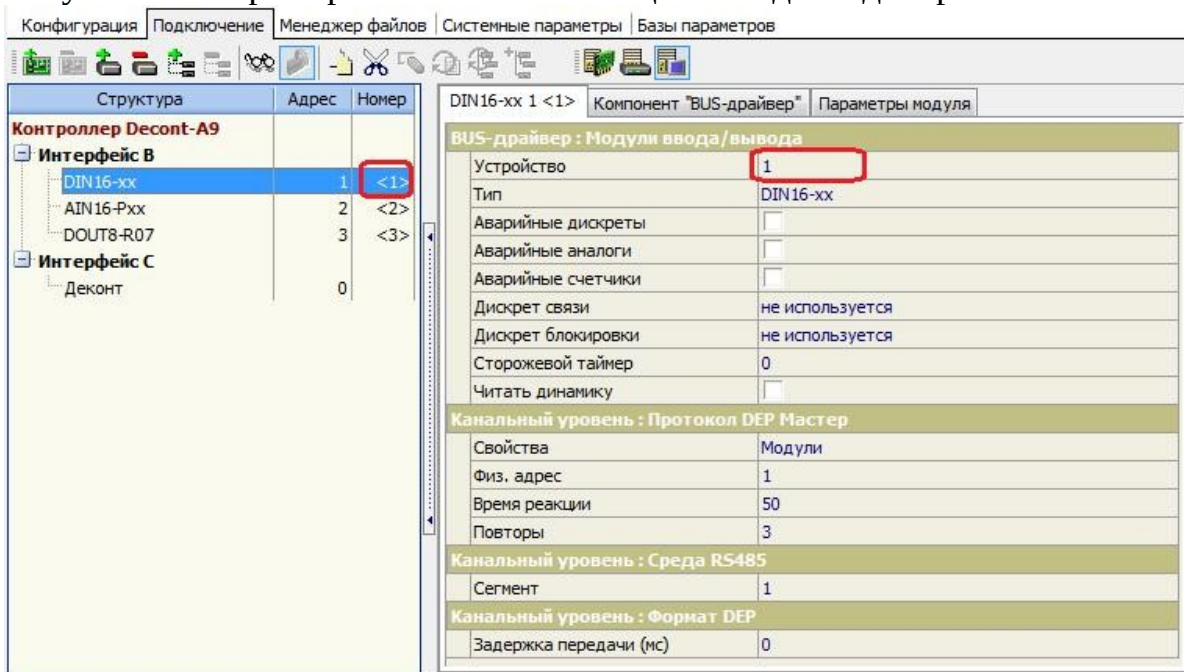 Конфигурация Подключение Менеджер файлов Системные параметры Базы параметров
Структура Адрес Номер
Контроллер Decont-A9
Интерфейс B
DIN16-xx 1 <1>
AIN16-Pxx 2 <2>
DOUT8-R07 3 <3>
Интерфейс C
Деконт 0
DIN16-xx 1 <1> Компонент "BUS-драйвер" Параметры модуля
BUS-драйвер : Модули ввода/вывода
Устройство 1
Тип DIN16-xx
Аварийные дискреты
Аварийные аналоги
Аварийные счетчики
Дискрет связи не используется
Дискрет блокировки не используется
Сторожевой таймер 0
Читать динамику
Канальный уровень : Протокол DEP Мастер
Свойства Модули
Физ. адрес 1
Время реакции 50
Повторы 3
Канальный уровень : Среда RS485
Сегмент 1
Канальный уровень : Формат DEP
Задержка передачи (мс) 0